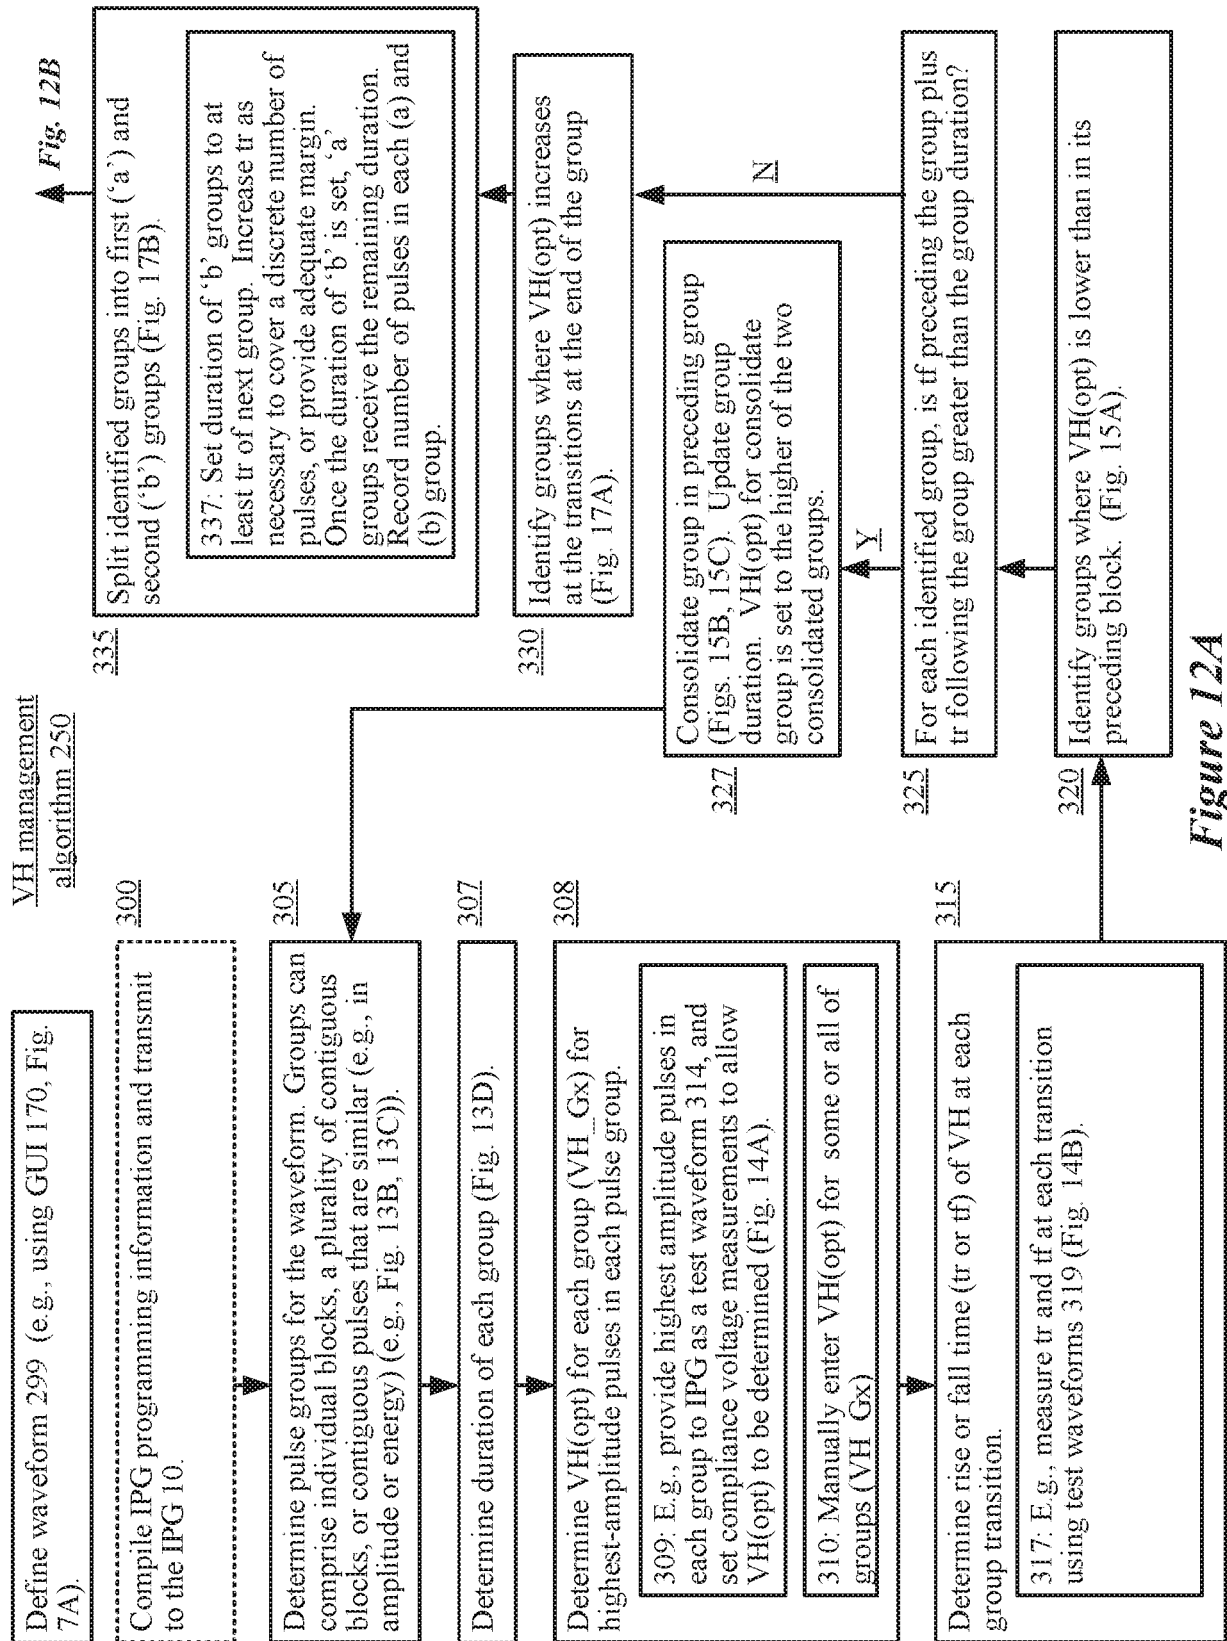 VH management
algorithm 250
Define waveform 299 (e.g., using GUI 170, Fig.
7A).
300
Compile IPG programming information and transmit
to the IPG 10.
305
Determine pulse groups for the waveform. Groups can
comprise individual blocks, a plurality of contiguous
blocks, or contiguous pulses that are similar (e.g., in
amplitude or energy) (e.g., Fig. 13B, 13C)).
307
Determine duration of each group (Fig. 13D).
308
Determine VH(opt) for each group (VH_Gx) for
highest-amplitude pulses in each pulse group.
309: E.g., provide highest amplitude pulses in
each group to IPG as a test waveform 314, and
set compliance voltage measurements to allow
VH(opt) to be determined (Fig. 14A).
310: Manually enter VH(opt) for some or all of
groups (VH_Gx)
315
Determine rise or fall time (tr or tf) of VH at each
group transition.
317: E.g., measure tr and tf at each transition
using test waveforms 319 (Fig. 14B).
Fig. 12B
335
Split identified groups into first ('a') and
second ('b') groups (Fig. 17B).
337: Set duration of 'b' groups to at
least tr of next group. Increase tr as
necessary to cover a discrete number of
pulses, or provide adequate margin.
Once the duration of 'b' is set, 'a'
groups receive the remaining duration.
Record number of pulses in each (a) and
(b) group.
330
Identify groups where VH(opt) increases
at the transitions at the end of the group
(Fig. 17A).
N
327
Consolidate group in preceding group
(Figs. 15B, 15C). Update group
duration. VH(opt) for consolidate
group is set to the higher of the two
consolidated groups.
Y
325
For each identified group, is tf preceding the group plus
tr following the group greater than the group duration?
320
Identify groups where VH(opt) is lower than in its
preceding block. (Fig. 15A).
Figure 12A